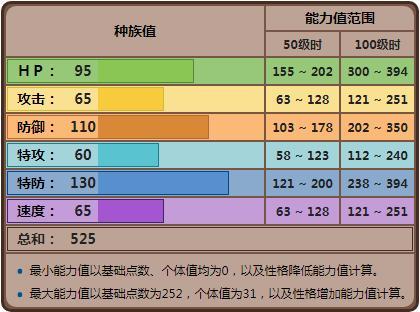 种族值 能力值范围
50级时 100级时
HP： 95 155 ~ 202 300 ~ 394
攻击： 65 63 ~ 128 121 ~ 251
防御： 110 103 ~ 178 202 ~ 350
特攻： 60 58 ~ 123 112 ~ 240
特防： 130 121 ~ 200 238 ~ 394
速度： 65 63 ~ 128 121 ~ 251
总和： 525
● 最小能力值以基础点数、个体值均为0，以及性格降低能力值计算。
● 最大能力值以基础点数为252，个体值为31，以及性格增加能力值计算。